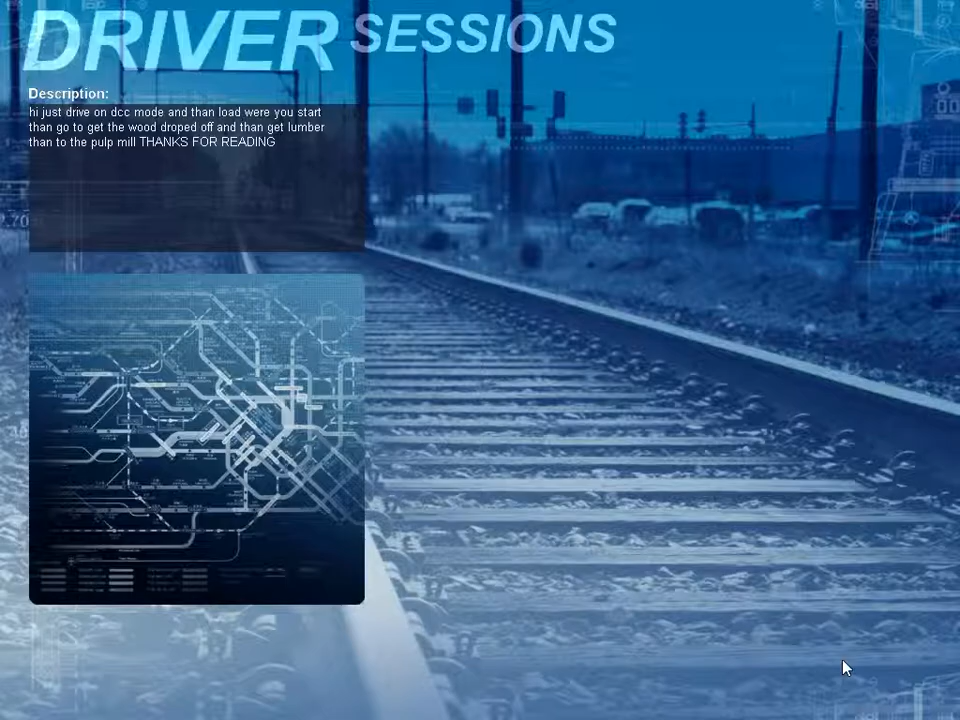 DRIVER SESSIONS
Description:
hi just drive on dcc mode and than load were you start
than go to get the wood droped off and than get lumber
than to the pulp mill THANKS FOR READING